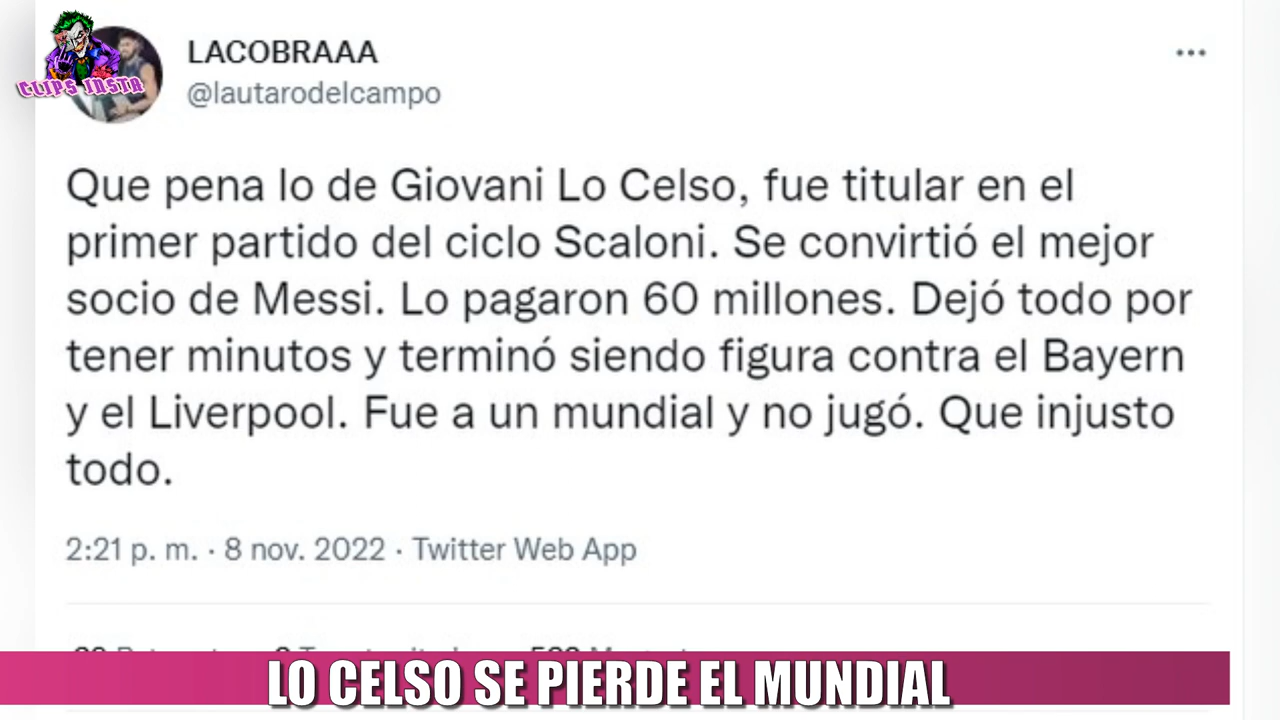 LACOBRAAA
CLIPS INSTA
@lautarodelcampo
Que pena lo de Giovani Lo Celso, fue titular en el
primer partido del ciclo Scaloni. Se convirtió el mejor
socio de Messi. Lo pagaron 60 millones. Dejó todo por
tener minutos y terminó siendo figura contra el Bayern
y el Liverpool. Fue a un mundial y no jugó. Que injusto
todo.
2:21 p. m. · 8 nov. 2022 · Twitter Web App
LO CELSO SE PIERDE EL MUNDIAL